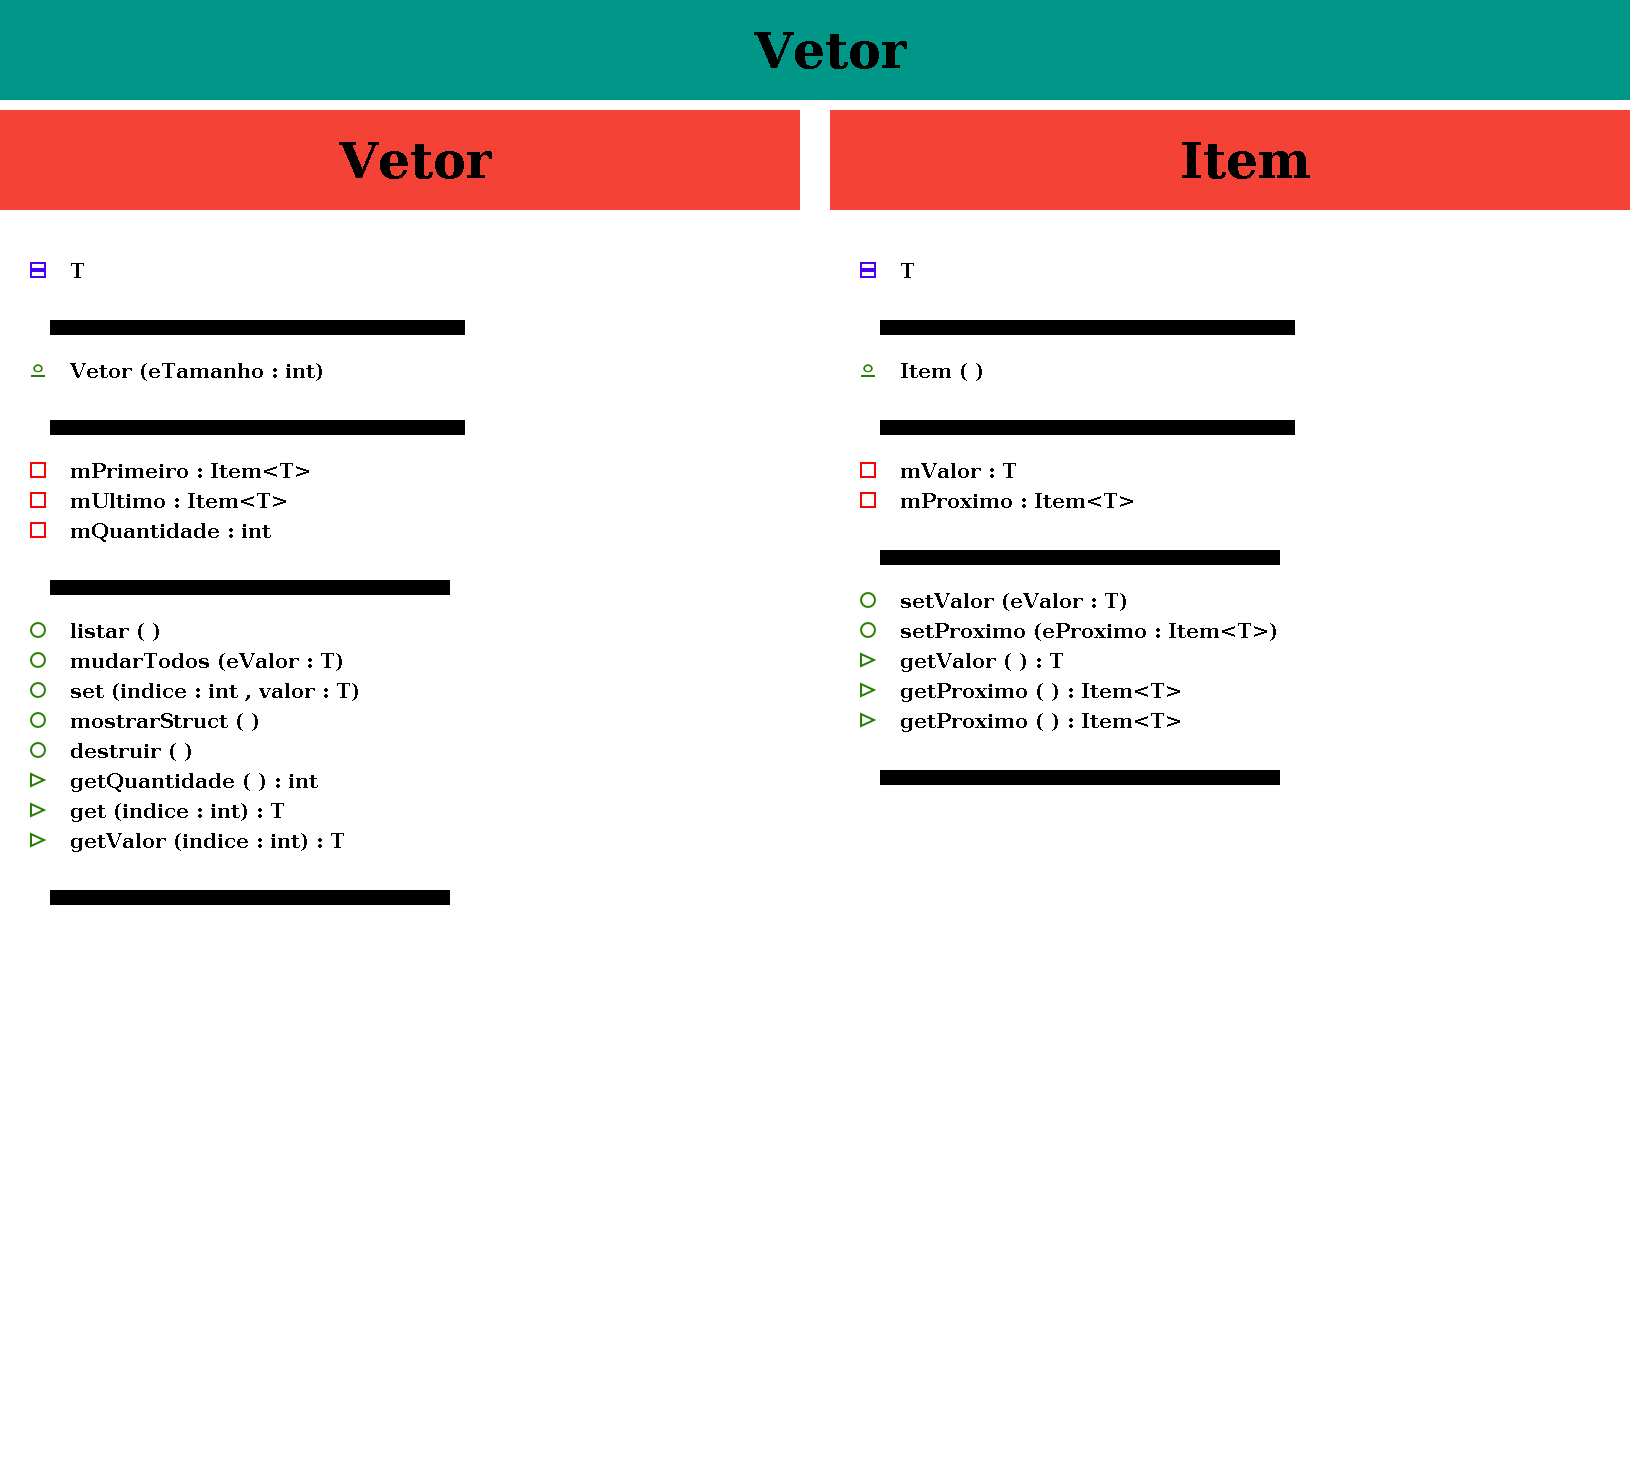 Vetor
Vetor
T
Vetor (eTamanho : int)
mPrimeiro : Item<T>
mUltimo : Item<T>
mQuantidade : int
listar ( )
mudarTodos (eValor : T)
set (indice : int , valor : T)
mostrarStruct ( )
destruir ( )
getQuantidade ( ) : int
get (indice : int) : T
getValor (indice : int) : T
Item
T
Item ( )
mValor : T
mProximo : Item<T>
setValor (eValor : T)
setProximo (eProximo : Item<T>)
getValor ( ) : T
getProximo ( ) : Item<T>
getProximo ( ) : Item<T>